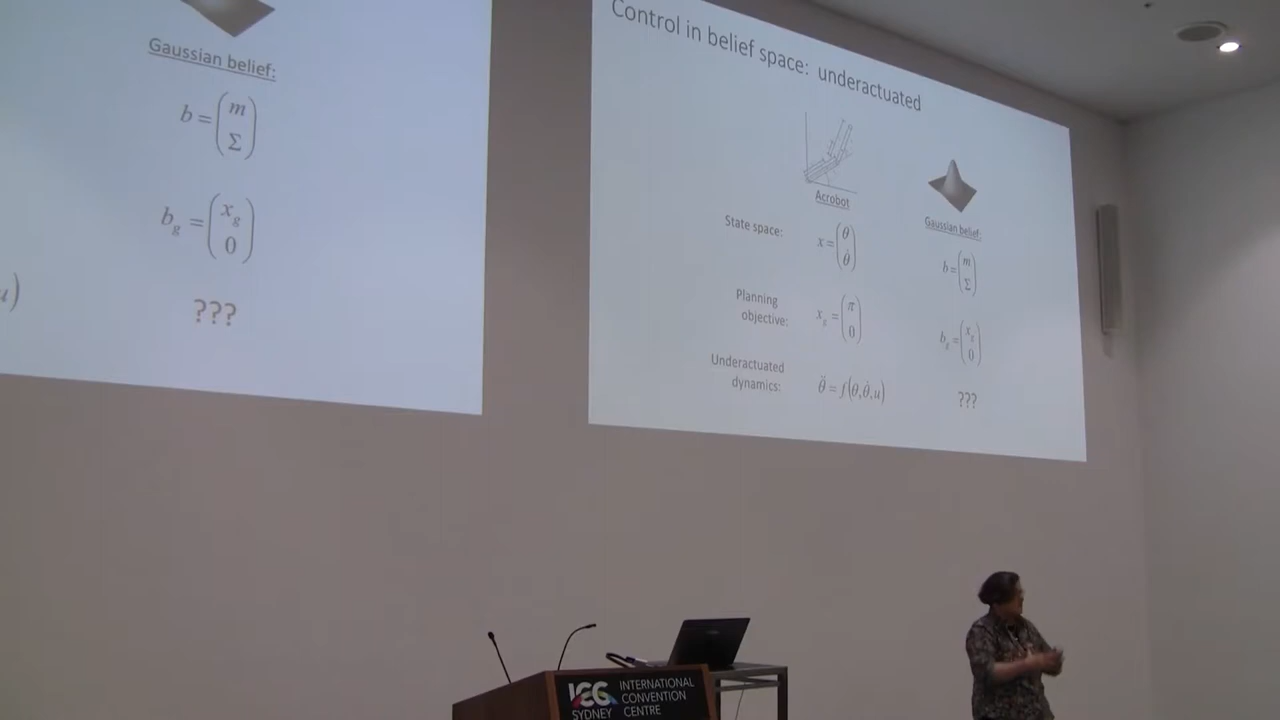 Gaussian belief:
b = (m Σ)
b_g = (x_g 0)
u)
???
Control in belief space: underactuated
Acrobot
Gaussian belief:
State space:
x = (θ θ̇)
b = (m Σ)
Planning
objective:
x_g = (π 0)
b_g = (x_g 0)
Underactuated
dynamics:
θ̈ = f(θ, θ̇, u)
???
ICC
SYDNEY
INTERNATIONAL
CONVENTION
CENTRE